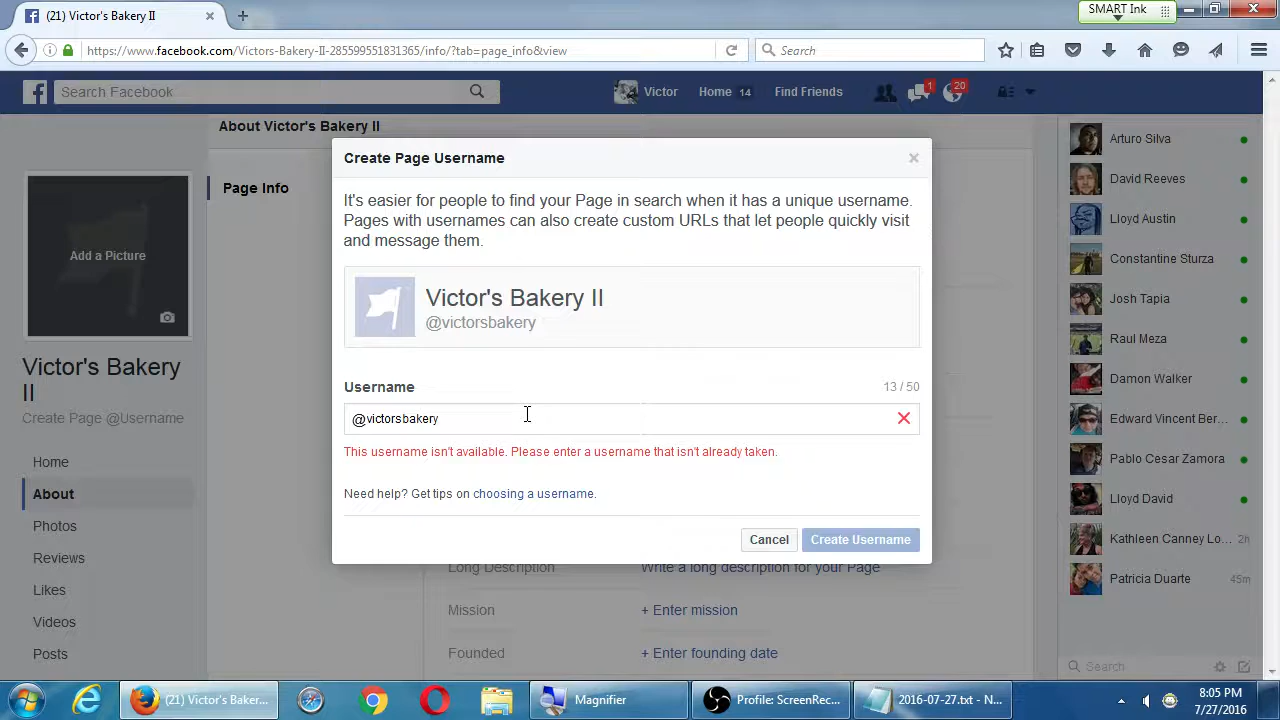 (21) Victor's Bakery II
SMART Ink
https://www.facebook.com/Victors-Bakery-II-285599551831365/info/?tab=page_info&view
Search
Search Facebook
Victor
Home 14
Find Friends
1
20
About Victor's Bakery II
Page Info
Add a Picture
Victor's Bakery
II
Create Page @Username
Home
About
Photos
Reviews
Likes
Videos
Posts
Create Page Username
It's easier for people to find your Page in search when it has a unique username.
Pages with usernames can also create custom URLs that let people quickly visit
and message them.
Victor's Bakery II
@victorsbakery
Username
13 / 50
@victorsbakery
This username isn't available. Please enter a username that isn't already taken.
Need help? Get tips on choosing a username.
Cancel
Create Username
Long Description
Write a long description for your Page
Mission
+ Enter mission
Founded
+ Enter founding date
Arturo Silva
David Reeves
Lloyd Austin
Constantine Sturza
Josh Tapia
Raul Meza
Damon Walker
Edward Vincent Ber...
Pablo Cesar Zamora
Lloyd David
Kathleen Canney Lo... 2h
Patricia Duarte 45m
Search
(21) Victor's Baker...
Magnifier
Profile: ScreenRec...
2016-07-27.txt - N...
8:05 PM
7/27/2016